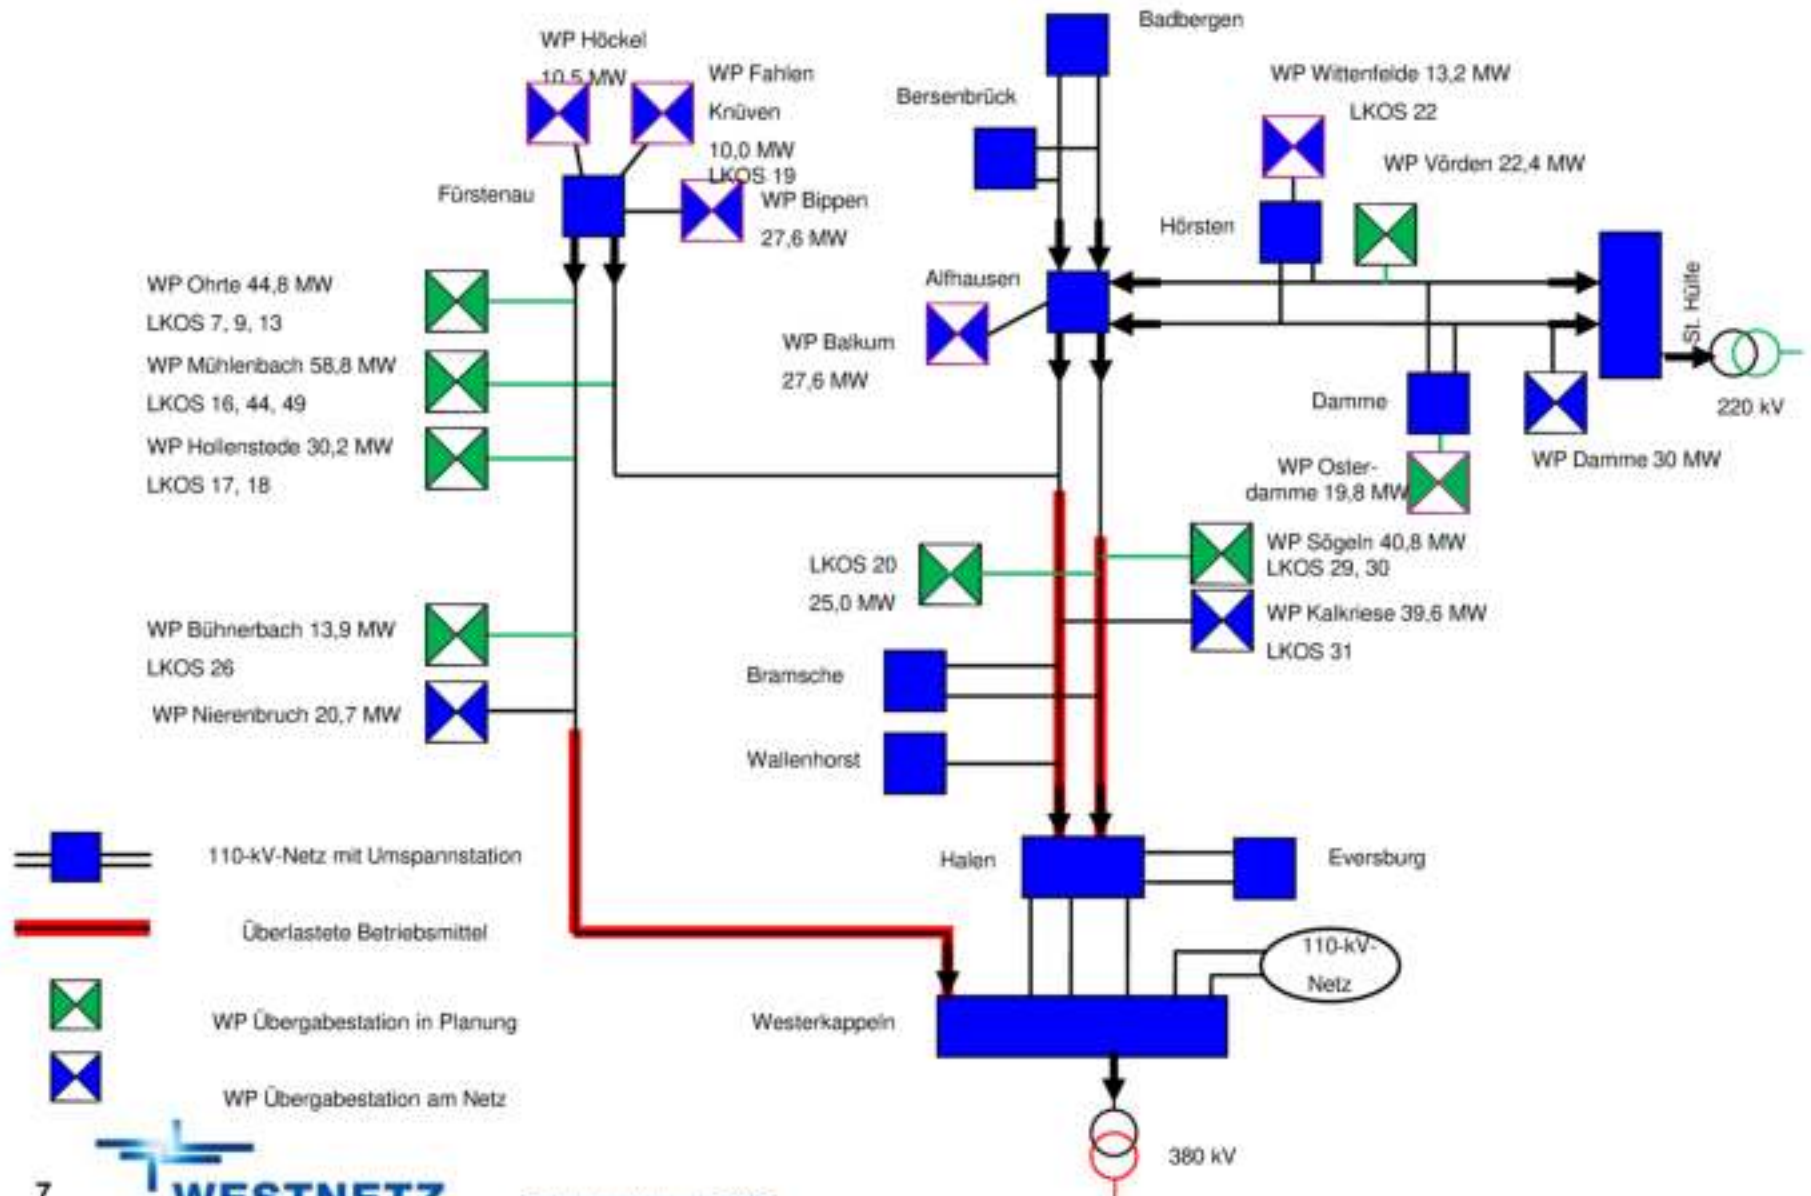 Badbergen
WP Höckel
10,5 MW
WP Fahlen
Knüven
10,0 MW
LKOS 19
WP Bippen
27,6 MW
Fürstenau
Bersenbrück
WP Wittenfelde 13,2 MW
LKOS 22
WP Vörden 22,4 MW
Hörsten
Alfhausen
WP Balkum
27,6 MW
St. Hülfe
220 kV
Damme
WP Damme 30 MW
WP Oster-
damme 19,8 MW
WP Ohrte 44,8 MW
LKOS 7, 9, 13
WP Mühlenbach 58,8 MW
LKOS 16, 44, 49
WP Hollenstede 30,2 MW
LKOS 17, 18
LKOS 20
25,0 MW
WP Sögeln 40,8 MW
LKOS 29, 30
WP Kalkriese 39,6 MW
LKOS 31
WP Bühnerbach 13,9 MW
LKOS 26
WP Nierenbruch 20,7 MW
Bramsche
Wallenhorst
Halen
Eversburg
110-kV-
Netz
Westerkappeln
380 kV
110-kV-Netz mit Umspannstation
Überlastete Betriebsmittel
WP Übergabestation in Planung
WP Übergabestation am Netz
7
WESTNETZ